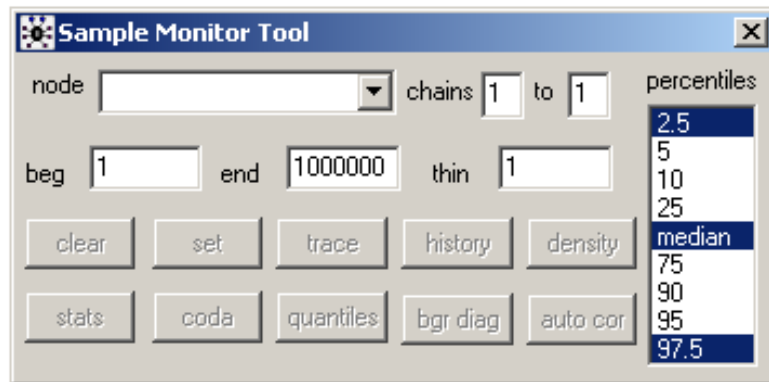 Sample Monitor Tool
node chains 1 to 1 percentiles
beg 1 end 1000000 thin 1
clear set trace history density
stats coda quantiles bgr diag auto cor
2.5
5
10
25
median
75
90
95
97.5